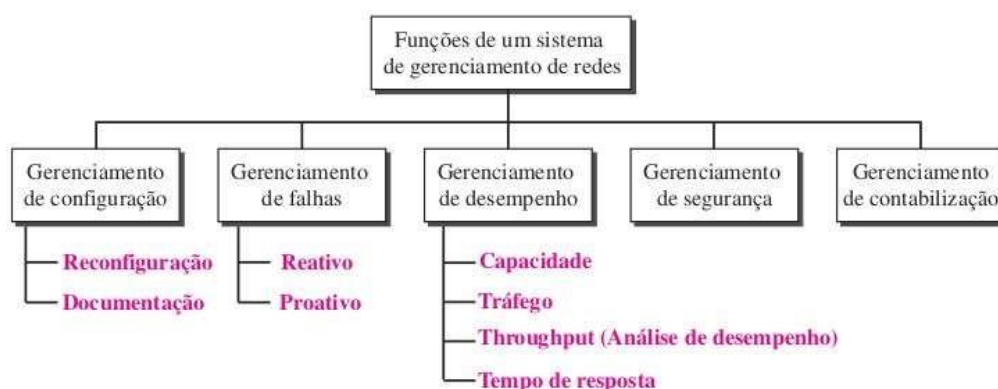 Funções de um sistema
de gerenciamento de redes
Gerenciamento
de configuração
Gerenciamento
de falhas
Gerenciamento
de desempenho
Gerenciamento
de segurança
Gerenciamento
de contabilização
Reconfiguração
Documentação
Reativo
Proativo
Capacidade
Tráfego
Throughput (Análise de desempenho)
Tempo de resposta